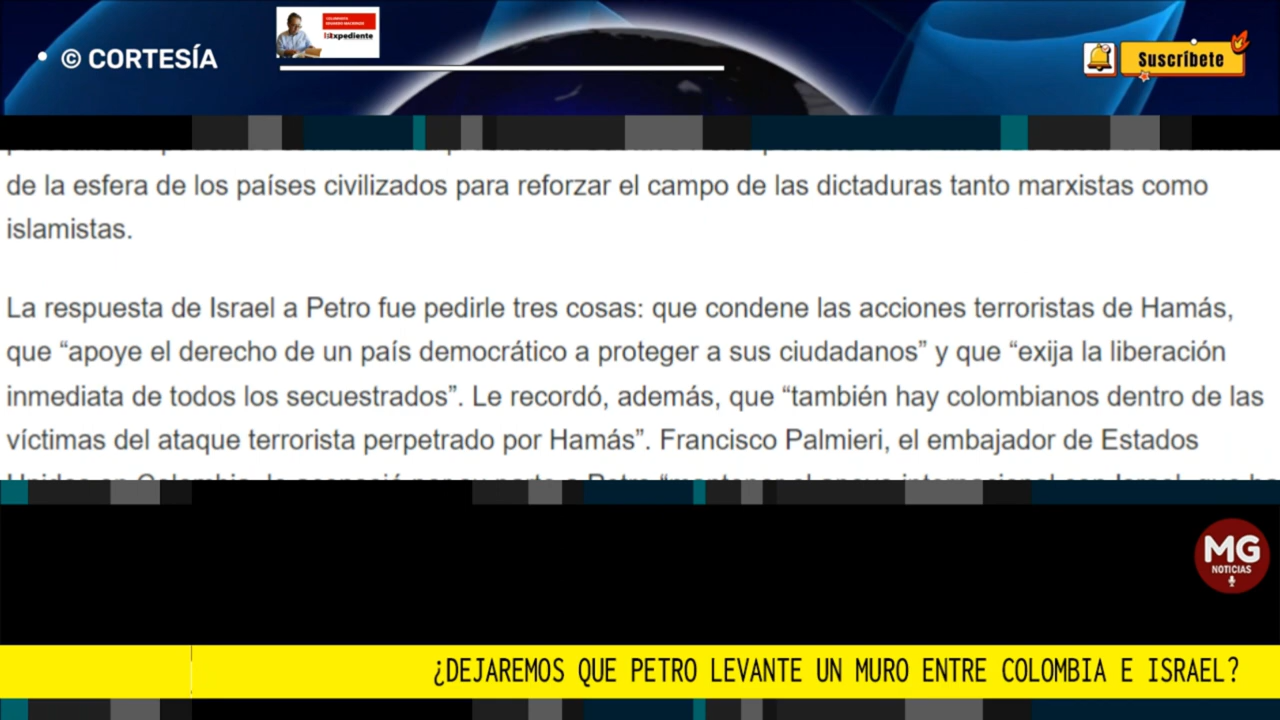 © CORTESÍA
Expediente
Suscríbete
de la esfera de los países civilizados para reforzar el campo de las dictaduras tanto marxistas como
islamistas.
La respuesta de Israel a Petro fue pedirle tres cosas: que condene las acciones terroristas de Hamás,
que “apoye el derecho de un país democrático a proteger a sus ciudadanos” y que “exija la liberación
inmediata de todos los secuestrados”. Le recordó, además, que “también hay colombianos dentro de las
víctimas del ataque terrorista perpetrado por Hamás”. Francisco Palmieri, el embajador de Estados
MG
NOTICIAS
¿DEJAREMOS QUE PETRO LEVANTE UN MURO ENTRE COLOMBIA E ISRAEL?